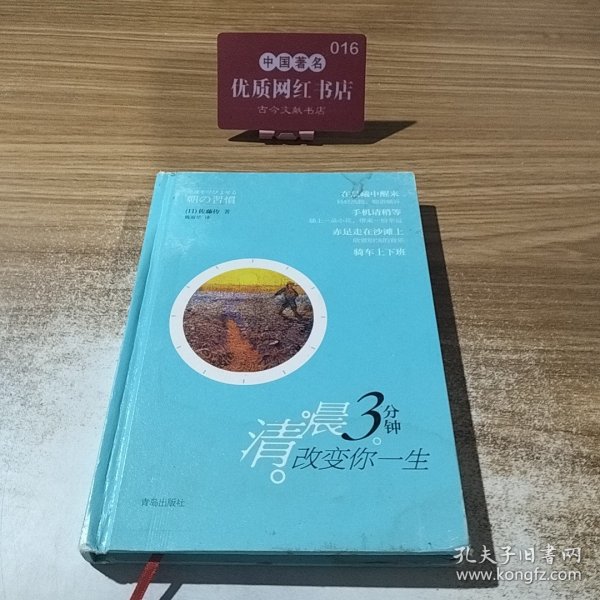 016
中国著名
优质网红书店
古今文献书店
朝の習慣
(日)佐藤传 著
在晨曦中醒来
手机请稍等
赤足走在沙滩上
骑车上下班
清晨3分钟
改变你一生
青岛出版社
孔夫子旧书网
www.kongfz.com